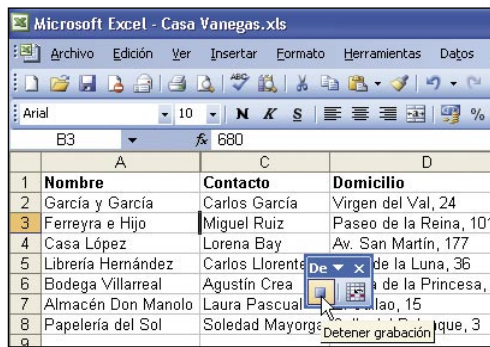 Microsoft Excel - Casa Vanegas.xls
Archivo Edición Ver Insertar Formato Herramientas Datos
Arial 10 N K S %
B3 fx 680
A C D
1 Nombre Contacto Domicilio
2 García y García Carlos García Virgen del Val, 24
3 Ferreyra e Hijo Miguel Ruiz Paseo de la Reina, 101
4 Casa López Lorena Bay Av. San Martín, 177
5 Librería Hernández Carlos Llorente de la Luna, 36
6 Bodega Villarreal Agustín Crea de la Princesa,
7 Almacén Don Manolo Laura Pascual 15
8 Papelería del Sol Soledad Mayorga que, 3
9
De
Detener grabación